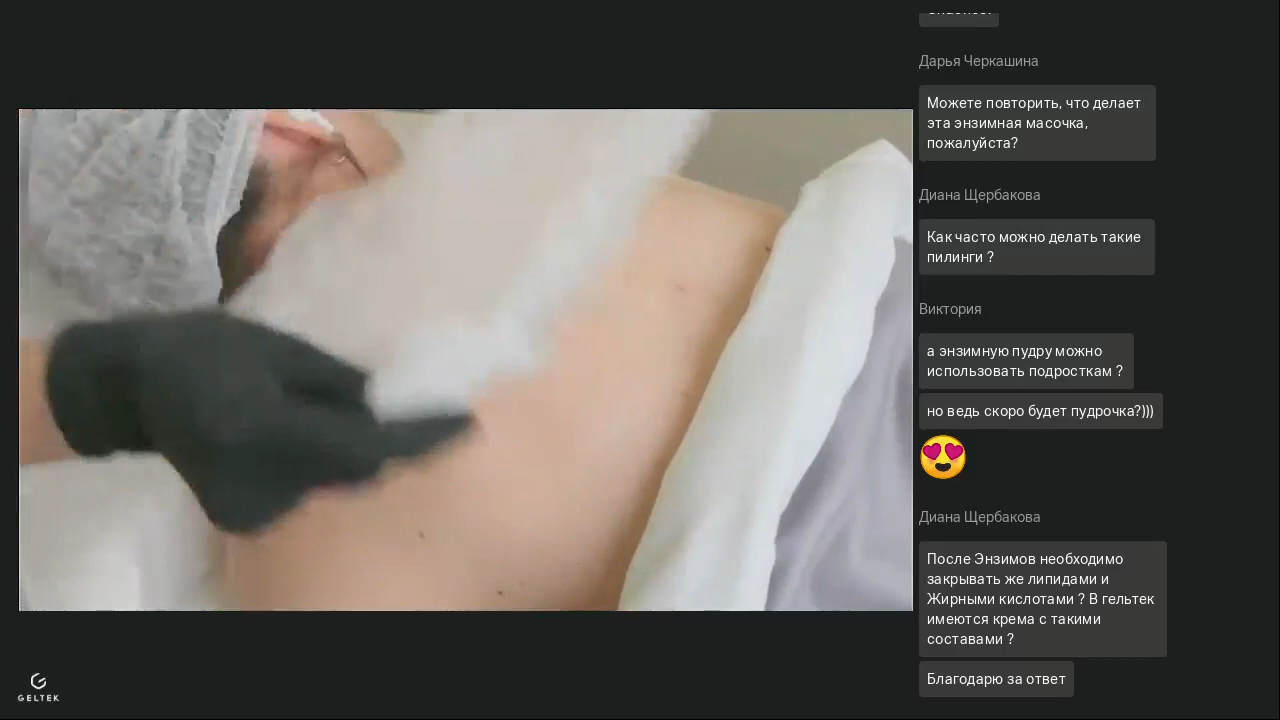 Дарья Черкашина
Можете повторить, что делает
эта энзимная масочка,
пожалуйста?
Диана Щербакова
Как часто можно делать такие
пилинги ?
Виктория
а энзимную пудру можно
использовать подросткам ?
но ведь скоро будет пудрочка?)))
Диана Щербакова
После Энзимов необходимо
закрывать же липидами и
Жирными кислотами ? В гельтек
имеются крема с такими
составами ?
Благодарю за ответ
GELTEK